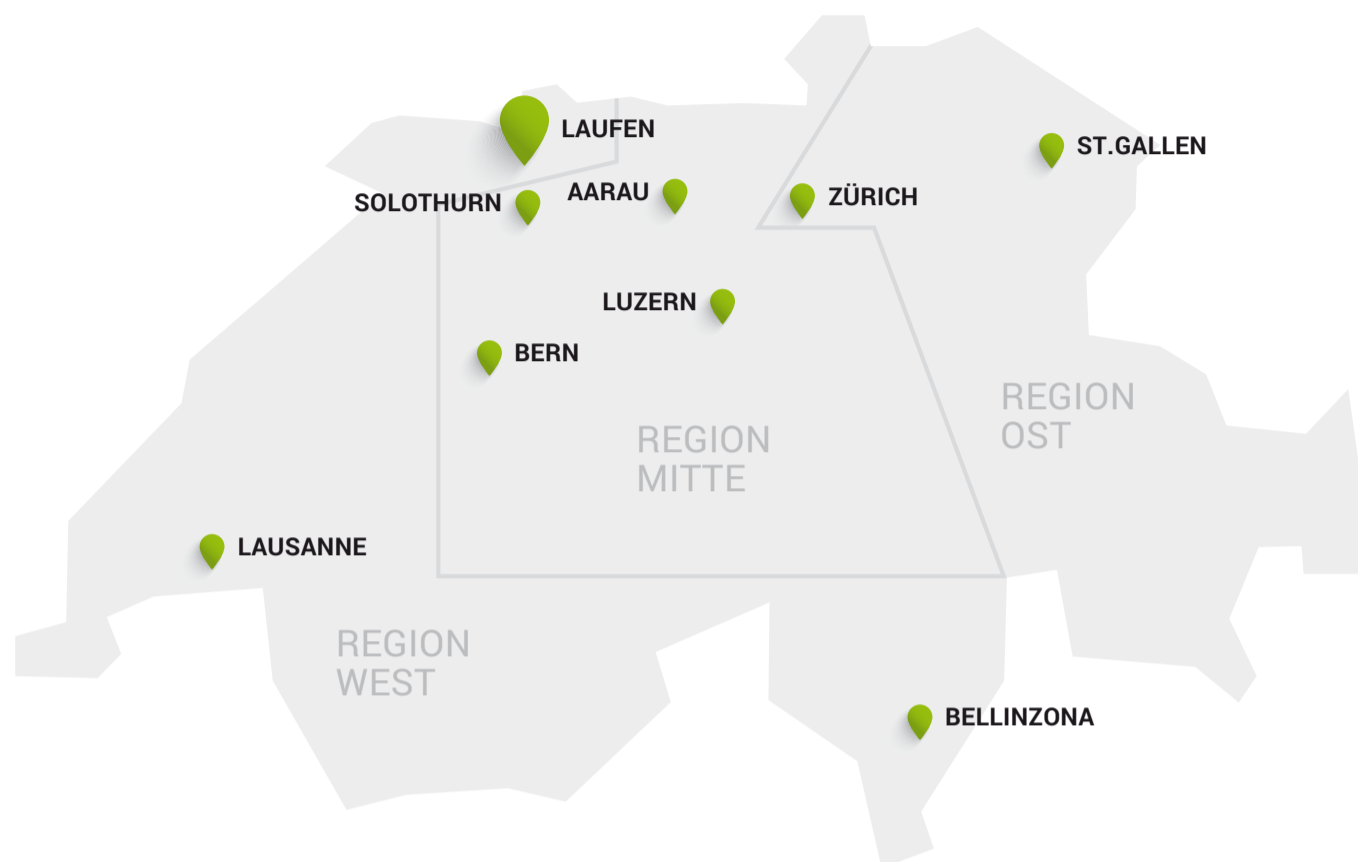 LAUFEN
ST.GALLEN
SOLOTHURN
AARAU
ZÜRICH
LUZERN
BERN
REGION
OST
REGION
MITTE
LAUSANNE
REGION
WEST
BELLINZONA